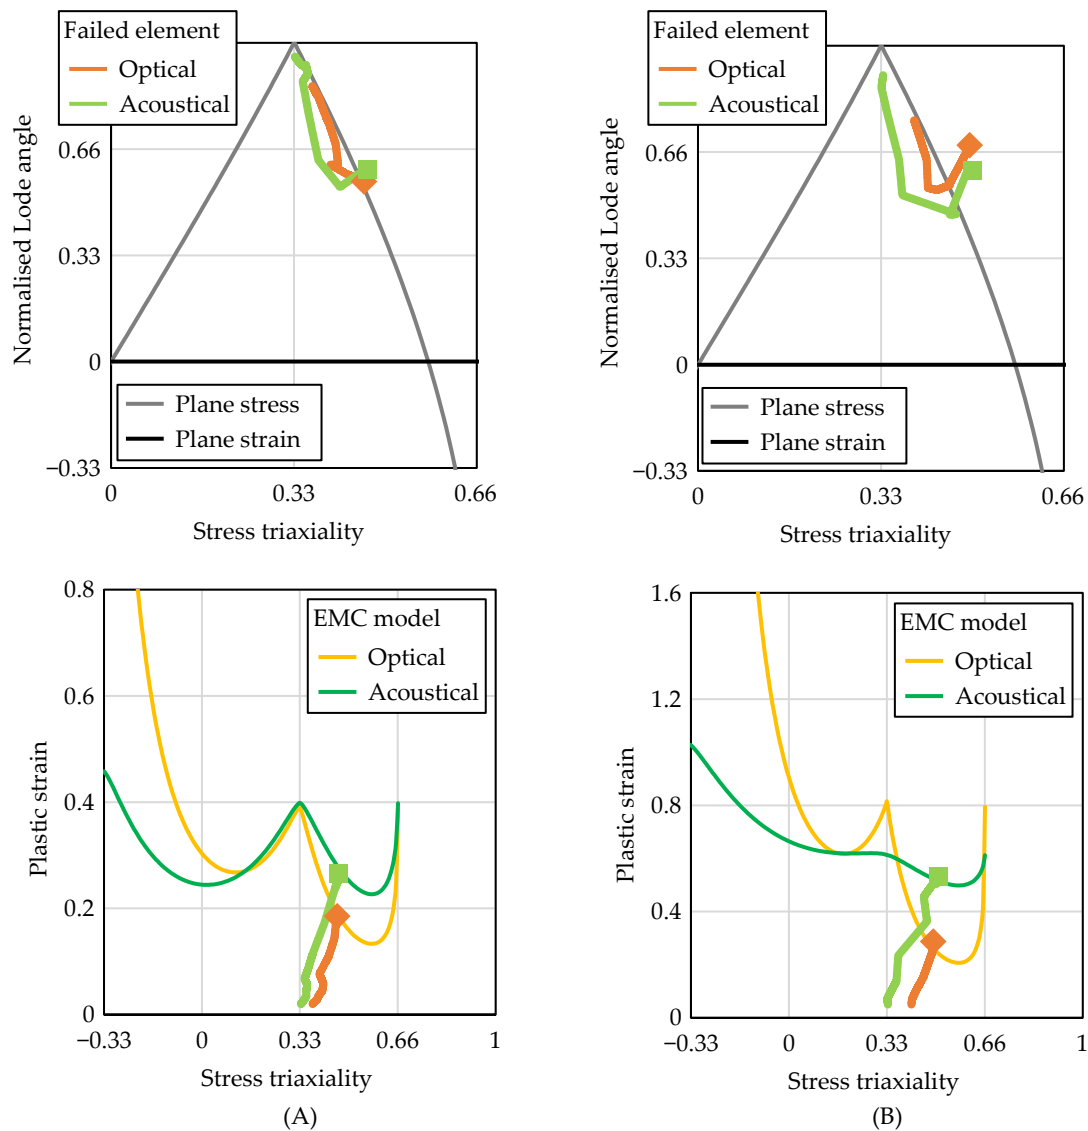 Failed element
Optical
Acoustical
Normalised Lode angle
0.66
0.33
0
−0.33
Plane stress
Plane strain
0
0.33
0.66
Stress triaxiality
Failed element
Optical
Acoustical
Normalised Lode angle
0.66
0.33
0
−0.33
Plane stress
Plane strain
0
0.33
0.66
Stress triaxiality
EMC model
Optical
Acoustical
Plastic strain
0.8
0.6
0.4
0.2
0
−0.33
0
0.33
0.66
1
Stress triaxiality
(A)
EMC model
Optical
Acoustical
Plastic strain
1.6
1.2
0.8
0.4
0
−0.33
0
0.33
0.66
1
Stress triaxiality
(B)